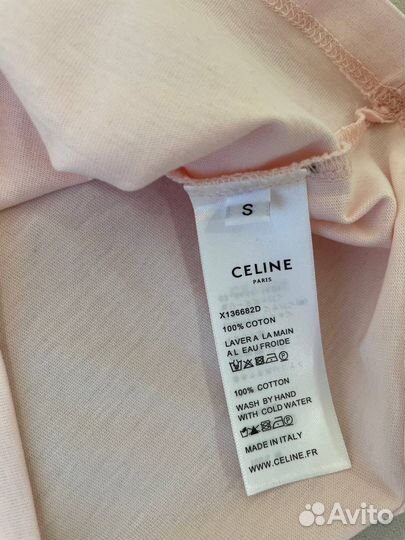 S
CELINE
PARIS
X136682D
100% COTON
LAVER A LA MAIN
A L EAU FROIDE
100% COTTON
WASH BY HAND
WITH COLD WATER
MADE IN ITALY
WWW.CELINE.FR
Avito